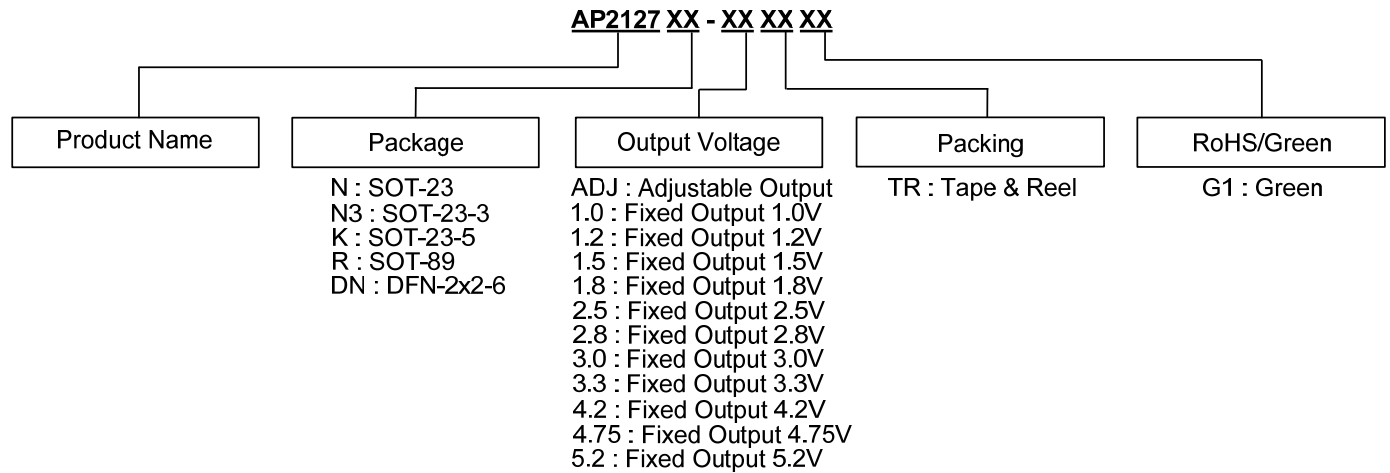 AP2127 XX - XX XX XX
Product Name
Package
Output Voltage
Packing
RoHS/Green
N : SOT-23
N3 : SOT-23-3
K : SOT-23-5
R : SOT-89
DN : DFN-2x2-6
ADJ : Adjustable Output
1.0 : Fixed Output 1.0V
1.2 : Fixed Output 1.2V
1.5 : Fixed Output 1.5V
1.8 : Fixed Output 1.8V
2.5 : Fixed Output 2.5V
2.8 : Fixed Output 2.8V
3.0 : Fixed Output 3.0V
3.3 : Fixed Output 3.3V
4.2 : Fixed Output 4.2V
4.75 : Fixed Output 4.75V
5.2 : Fixed Output 5.2V
TR : Tape & Reel
G1 : Green